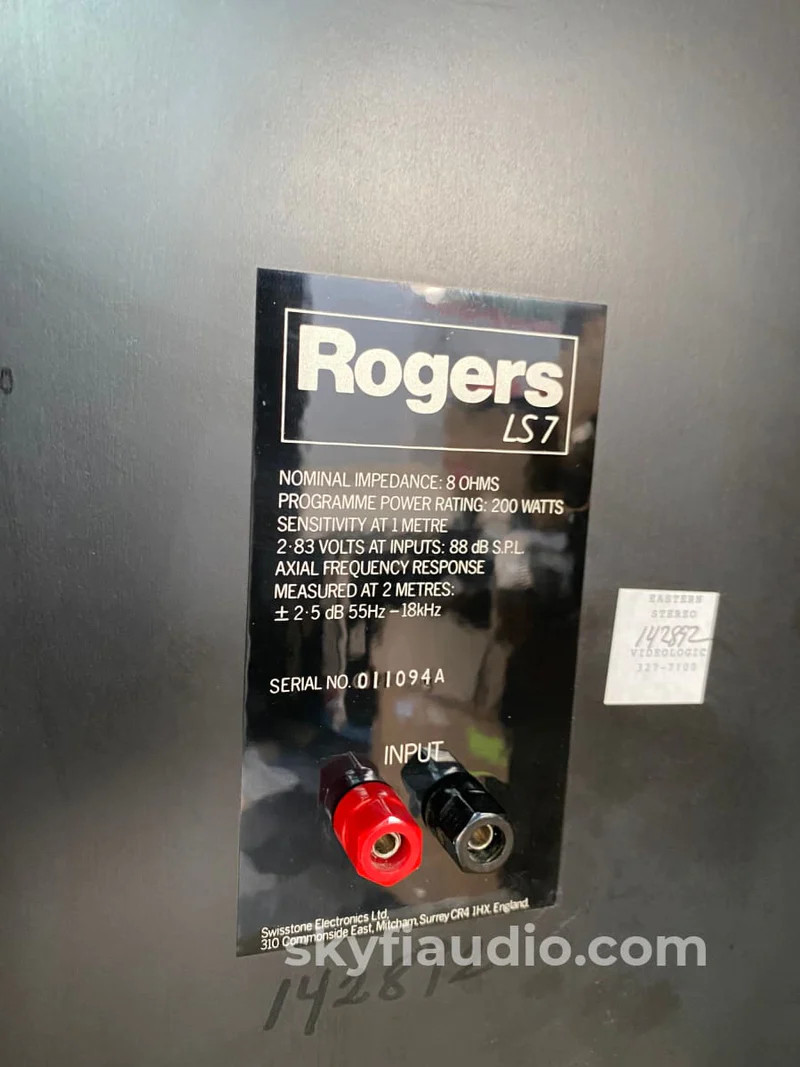 Rogers
LS7
NOMINAL IMPEDANCE: 8 OHMS
PROGRAMME POWER RATING: 200 WATTS
SENSITIVITY AT 1 METRE
2·83 VOLTS AT INPUTS: 88 dB S.P.L.
AXIAL FREQUENCY RESPONSE
MEASURED AT 2 METRES:
± 2·5 dB 55Hz – 18kHz
SERIAL NO. 011094A
INPUT
Swisstone Electronics Ltd.
310 Commonside East, Mitcham, Surrey CR4 1HX. England.
EASTERN
STEREO
142892
VIDEOLOGIC
skyfiaudio.com
142892